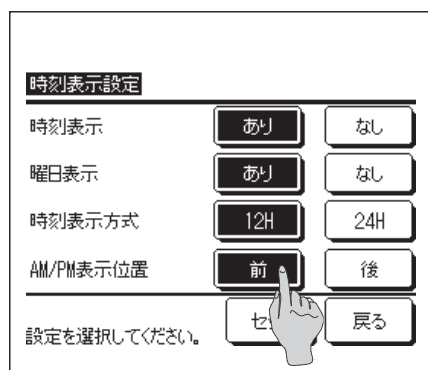 時刻表示設定
時刻表示 あり なし
曜日表示 あり なし
時刻表示方式 12H 24H
AM/PM表示位置 前 後
設定を選択してください。 セ 戻る